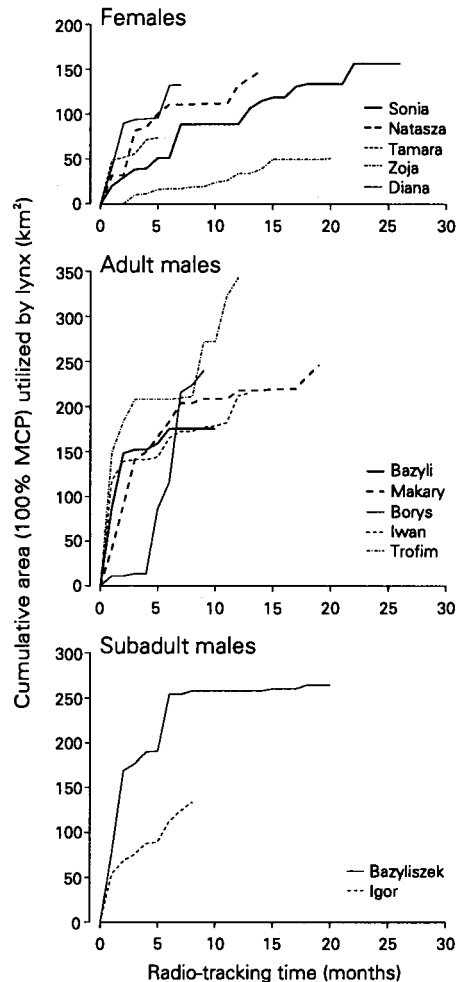 Females
200
150
100
50
0
0
5
10
15
20
25
30
Sonia
Natasza
Tamara
Zoja
Diana
Adult males
350
300
250
200
150
100
50
0
0
5
10
15
20
25
30
Bazyli
Makary
Borys
Iwan
Trofim
Subadult males
300
250
200
150
100
50
0
0
5
10
15
20
25
30
Bazyliszek
Igor
Cumulative area (100% MCP) utilized by lynx (km²)
Radio-tracking time (months)